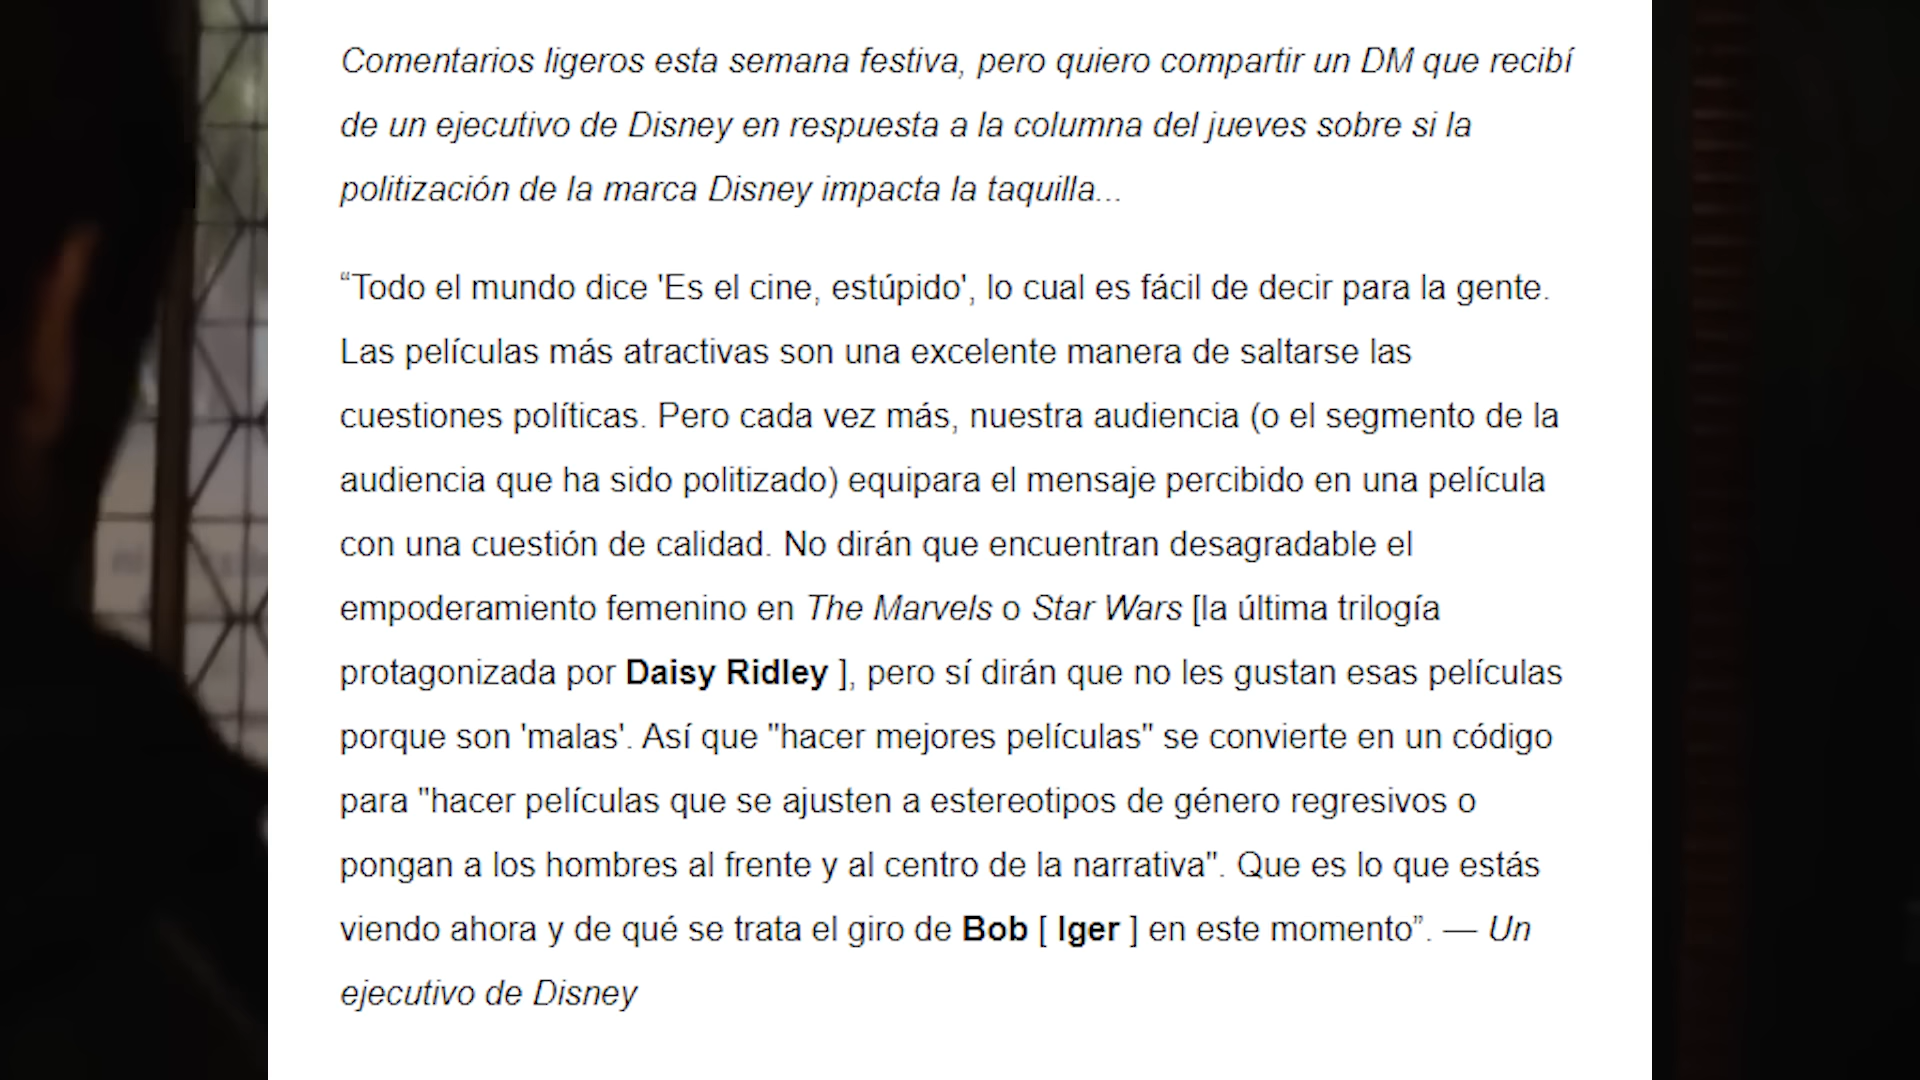 Comentarios ligeros esta semana festiva, pero quiero compartir un DM que recibí
de un ejecutivo de Disney en respuesta a la columna del jueves sobre si la
politización de la marca Disney impacta la taquilla...
“Todo el mundo dice 'Es el cine, estúpido', lo cual es fácil de decir para la gente.
Las películas más atractivas son una excelente manera de saltarse las
cuestiones políticas. Pero cada vez más, nuestra audiencia (o el segmento de la
audiencia que ha sido politizado) equipara el mensaje percibido en una película
con una cuestión de calidad. No dirán que encuentran desagradable el
empoderamiento femenino en The Marvels o Star Wars [la última trilogía
protagonizada por Daisy Ridley ], pero sí dirán que no les gustan esas películas
porque son 'malas'. Así que "hacer mejores películas" se convierte en un código
para "hacer películas que se ajusten a estereotipos de género regresivos o
pongan a los hombres al frente y al centro de la narrativa". Que es lo que estás
viendo ahora y de qué se trata el giro de Bob [ Iger ] en este momento”. — Un
ejecutivo de Disney